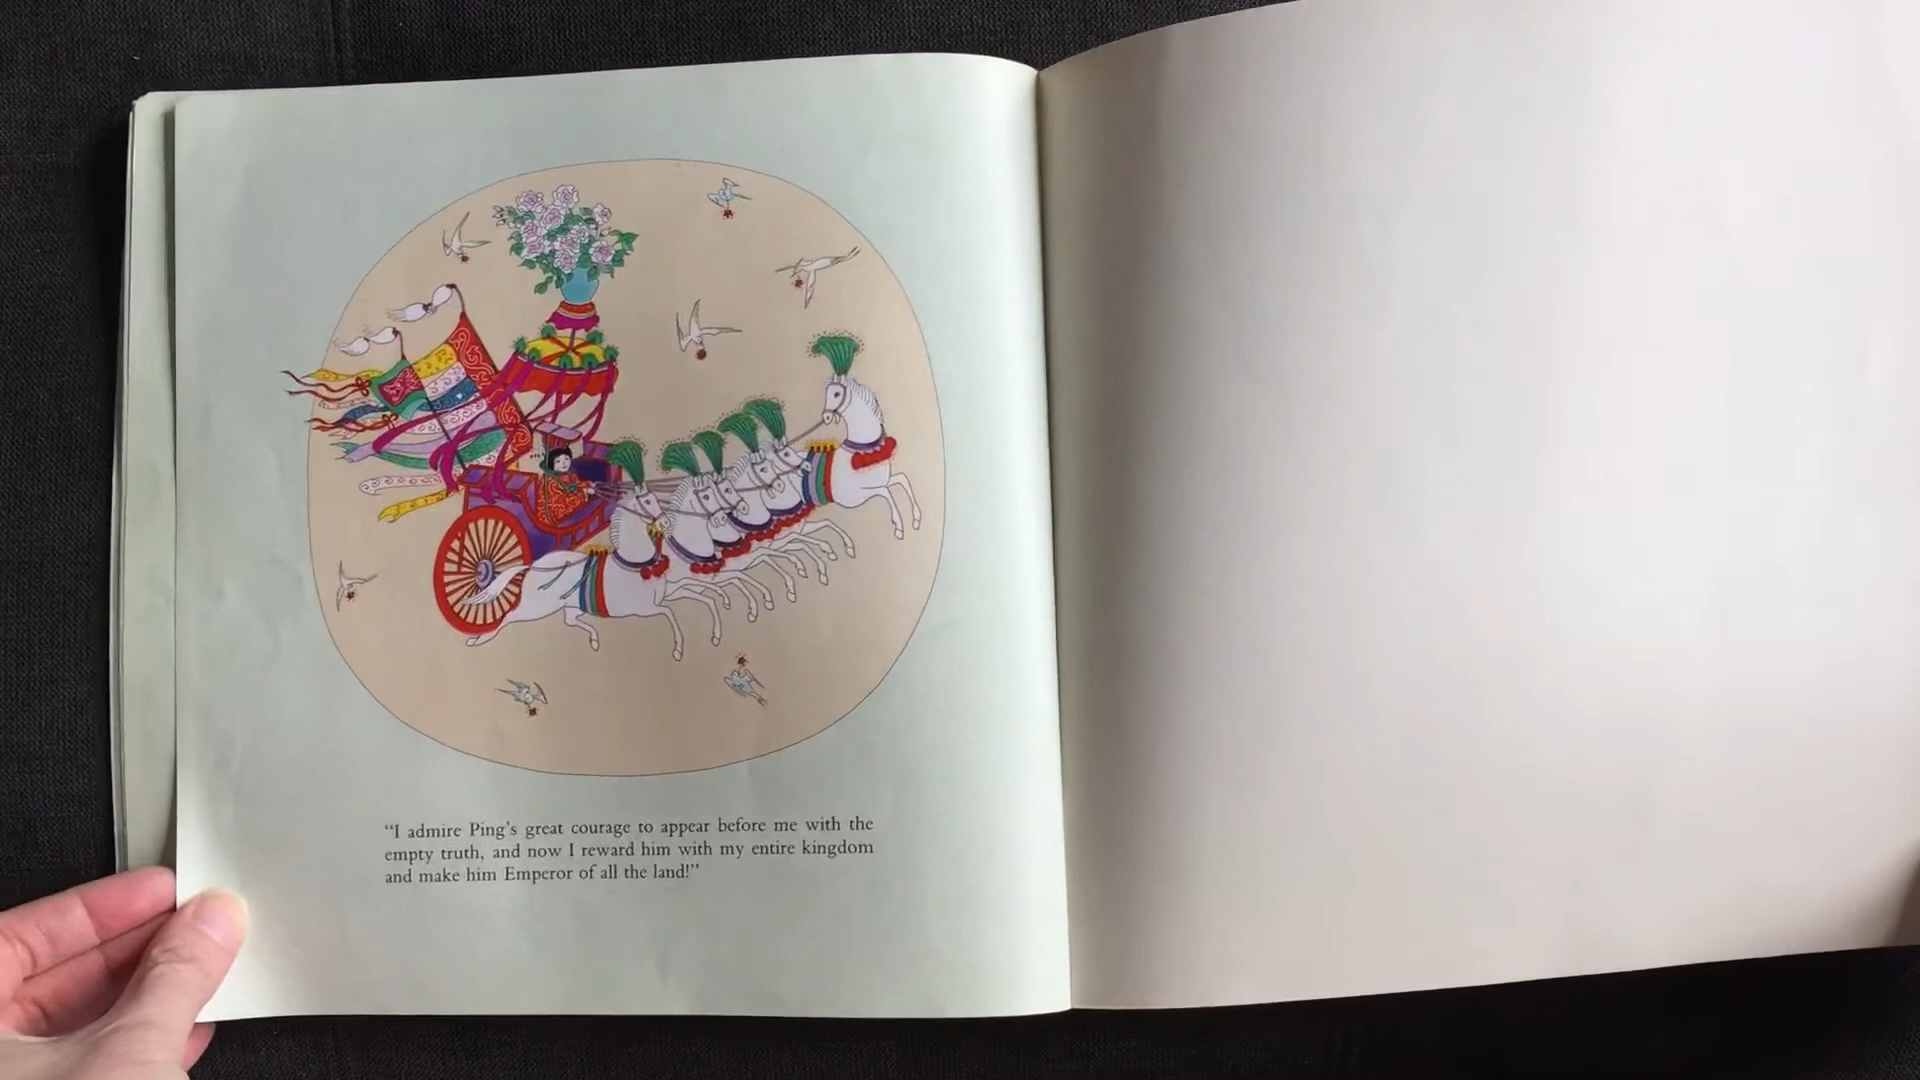 “I admire Ping’s great courage to appear before me with the
empty truth, and now I reward him with my entire kingdom
and make him Emperor of all the land!”